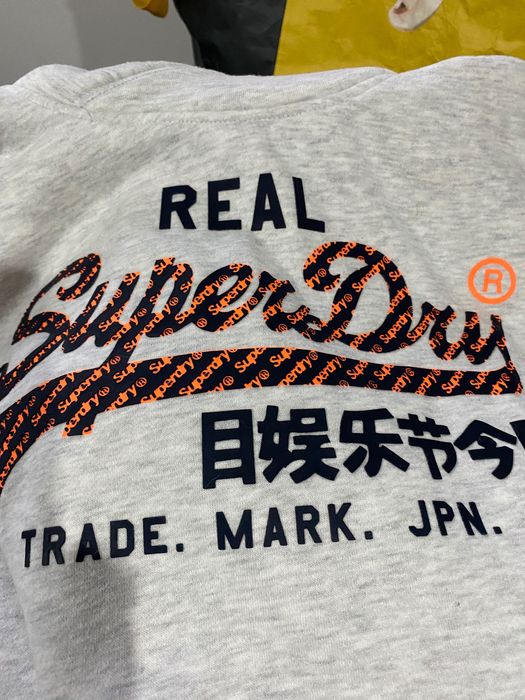 REAL
SuperDry®
目娱乐节今
TRADE. MARK. JPN.